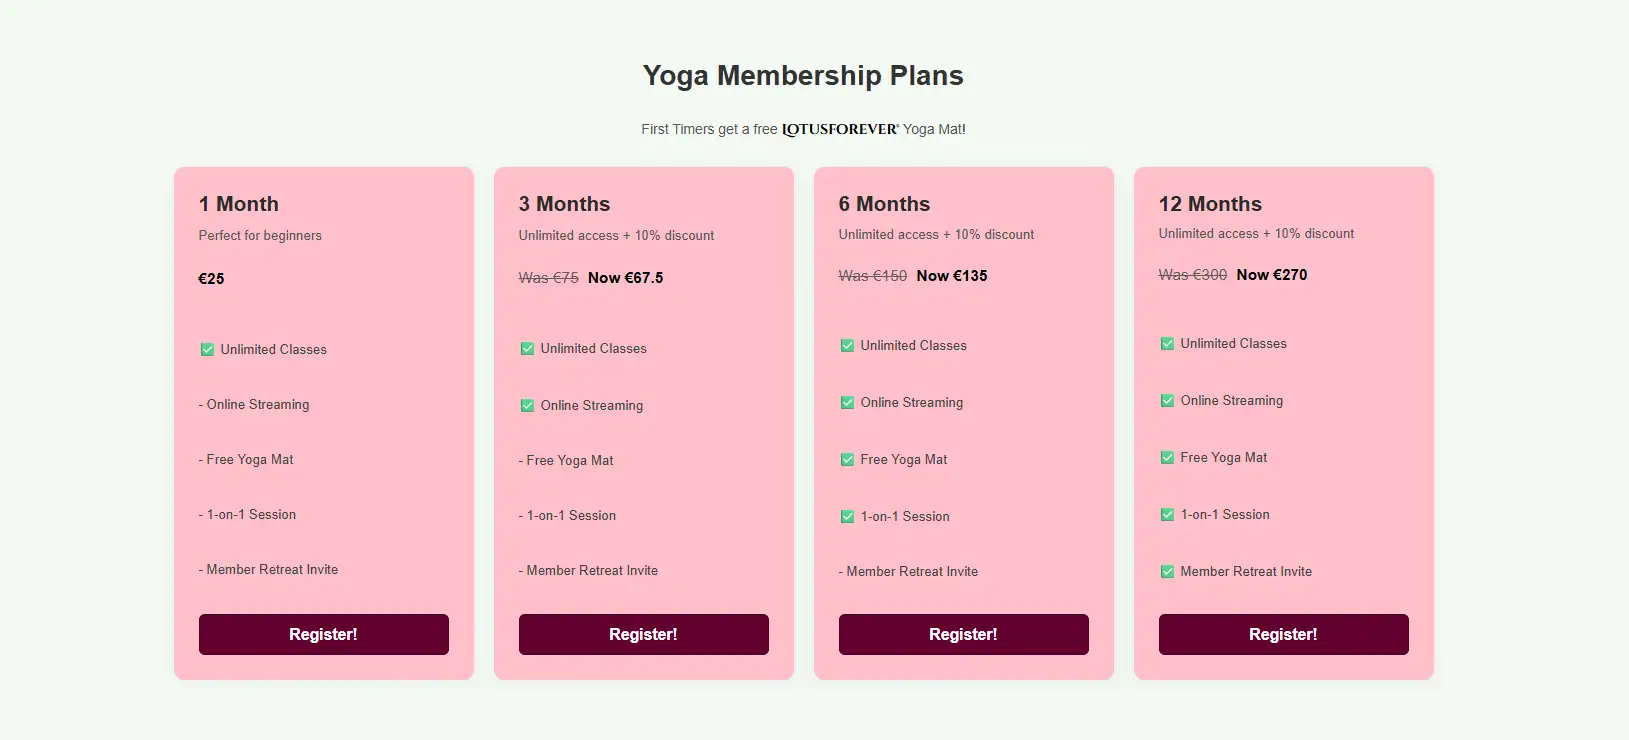 Yoga Membership Plans
First Timers get a free LOTUSFOREVER® Yoga Mat!
1 Month
Perfect for beginners
€25
✅ Unlimited Classes
- Online Streaming
- Free Yoga Mat
- 1-on-1 Session
- Member Retreat Invite
Register!
3 Months
Unlimited access + 10% discount
Was €75 Now €67.5
✅ Unlimited Classes
✅ Online Streaming
- Free Yoga Mat
- 1-on-1 Session
- Member Retreat Invite
Register!
6 Months
Unlimited access + 10% discount
Was €150 Now €135
✅ Unlimited Classes
✅ Online Streaming
✅ Free Yoga Mat
✅ 1-on-1 Session
- Member Retreat Invite
Register!
12 Months
Unlimited access + 10% discount
Was €300 Now €270
✅ Unlimited Classes
✅ Online Streaming
✅ Free Yoga Mat
✅ 1-on-1 Session
✅ Member Retreat Invite
Register!